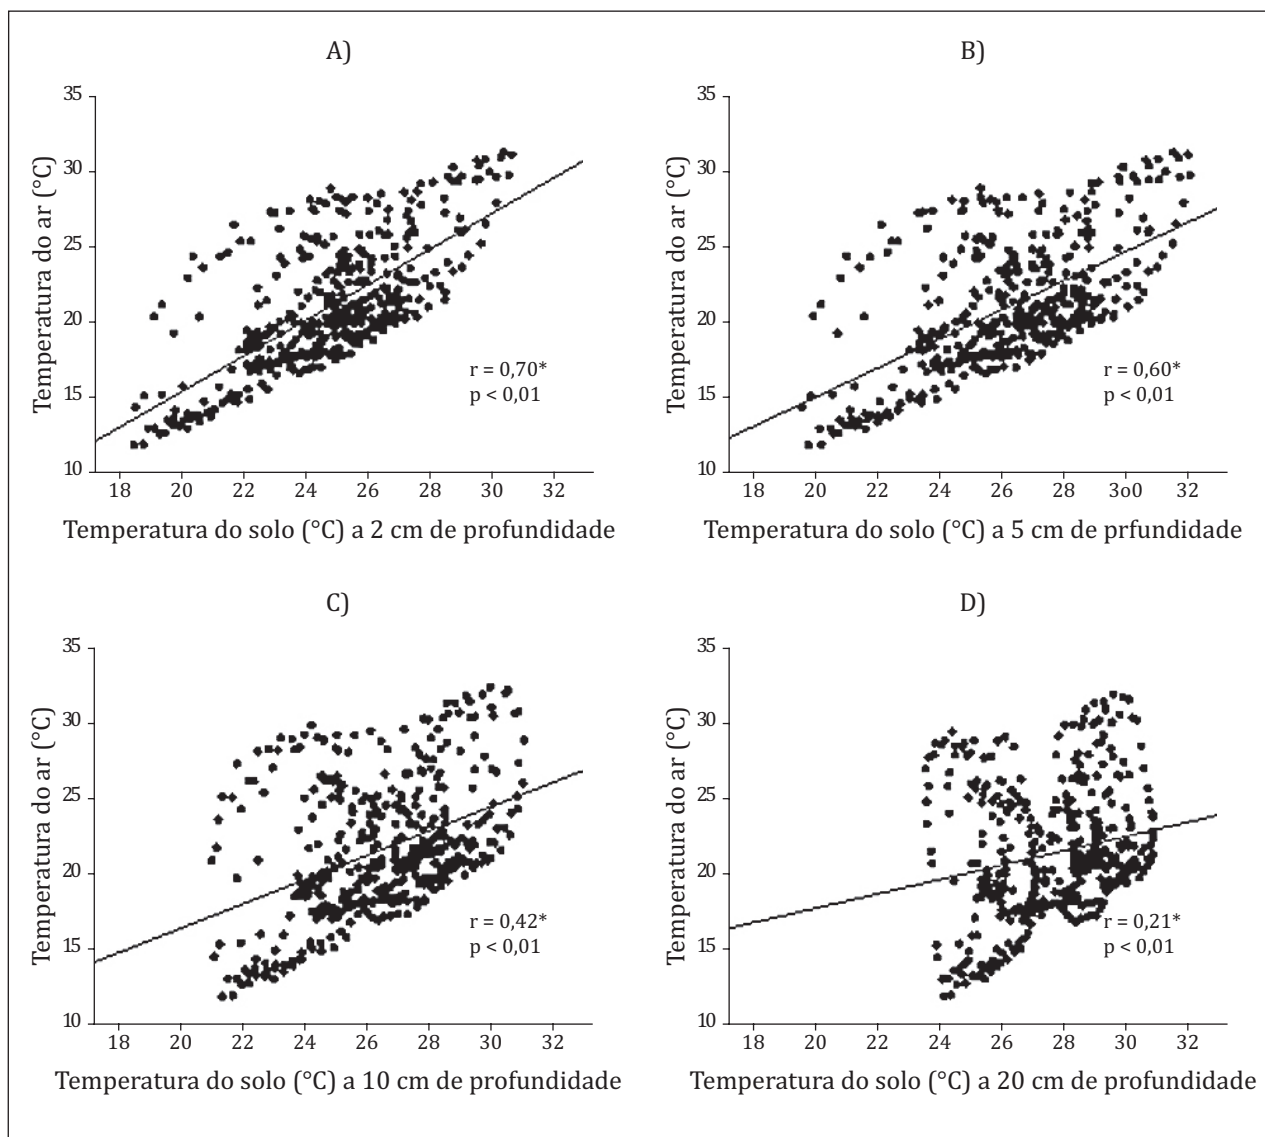 A)
35
30
25
20
15
10
Temperatura do ar (°C)
r = 0,70*
p < 0,01
18 20 22 24 26 28 30 32
Temperatura do solo (°C) a 2 cm de profundidade
B)
35
30
25
20
15
10
Temperatura do ar (°C)
r = 0,60*
p < 0,01
18 20 22 24 26 28 3o0 32
Temperatura do solo (°C) a 5 cm de prfundidade
C)
35
30
25
20
15
10
Temperatura do ar (°C)
r = 0,42*
p < 0,01
18 20 22 24 26 28 30 32
Temperatura do solo (°C) a 10 cm de profundidade
D)
35
30
25
20
15
10
Temperatura do ar (°C)
r = 0,21*
p < 0,01
18 20 22 24 26 28 30 32
Temperatura do solo (°C) a 20 cm de profundidade